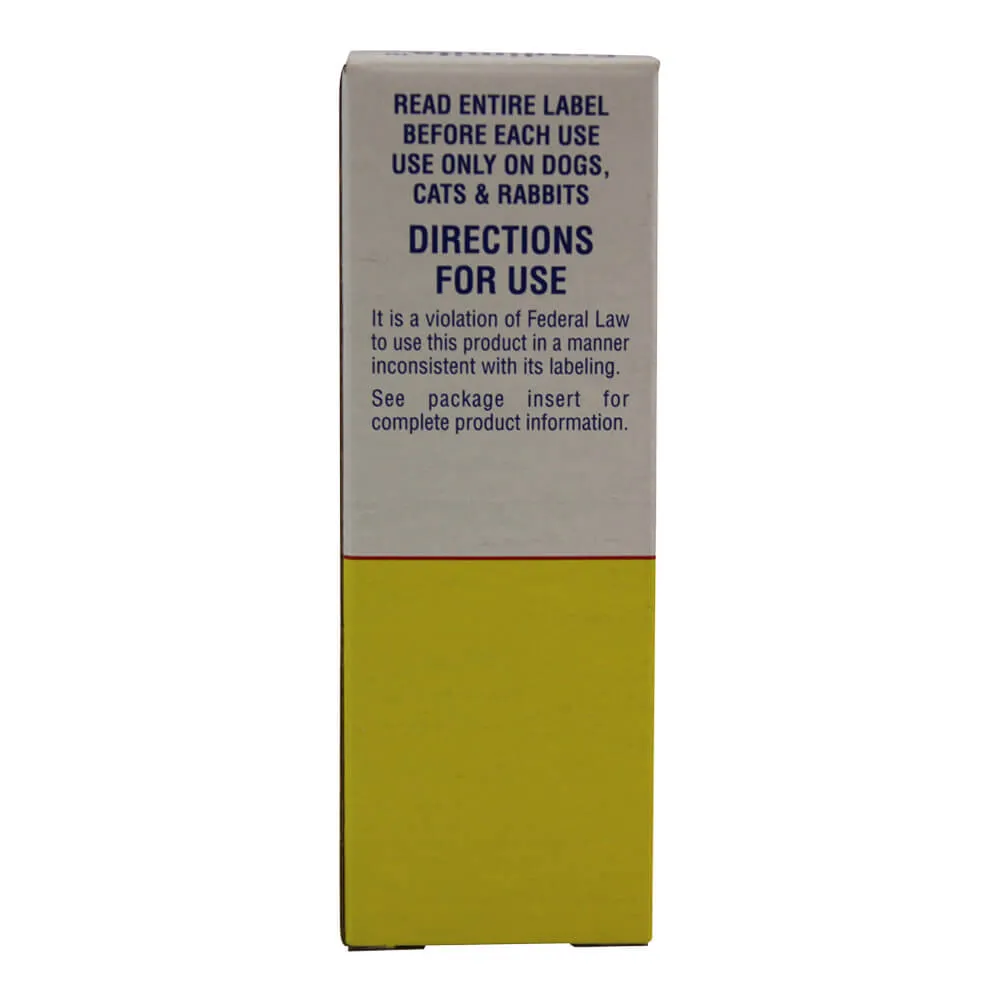 READ ENTIRE LABEL
BEFORE EACH USE
USE ONLY ON DOGS,
CATS & RABBITS
DIRECTIONS
FOR USE
It is a violation of Federal Law
to use this product in a manner
inconsistent with its labeling.
See package insert for
complete product information.